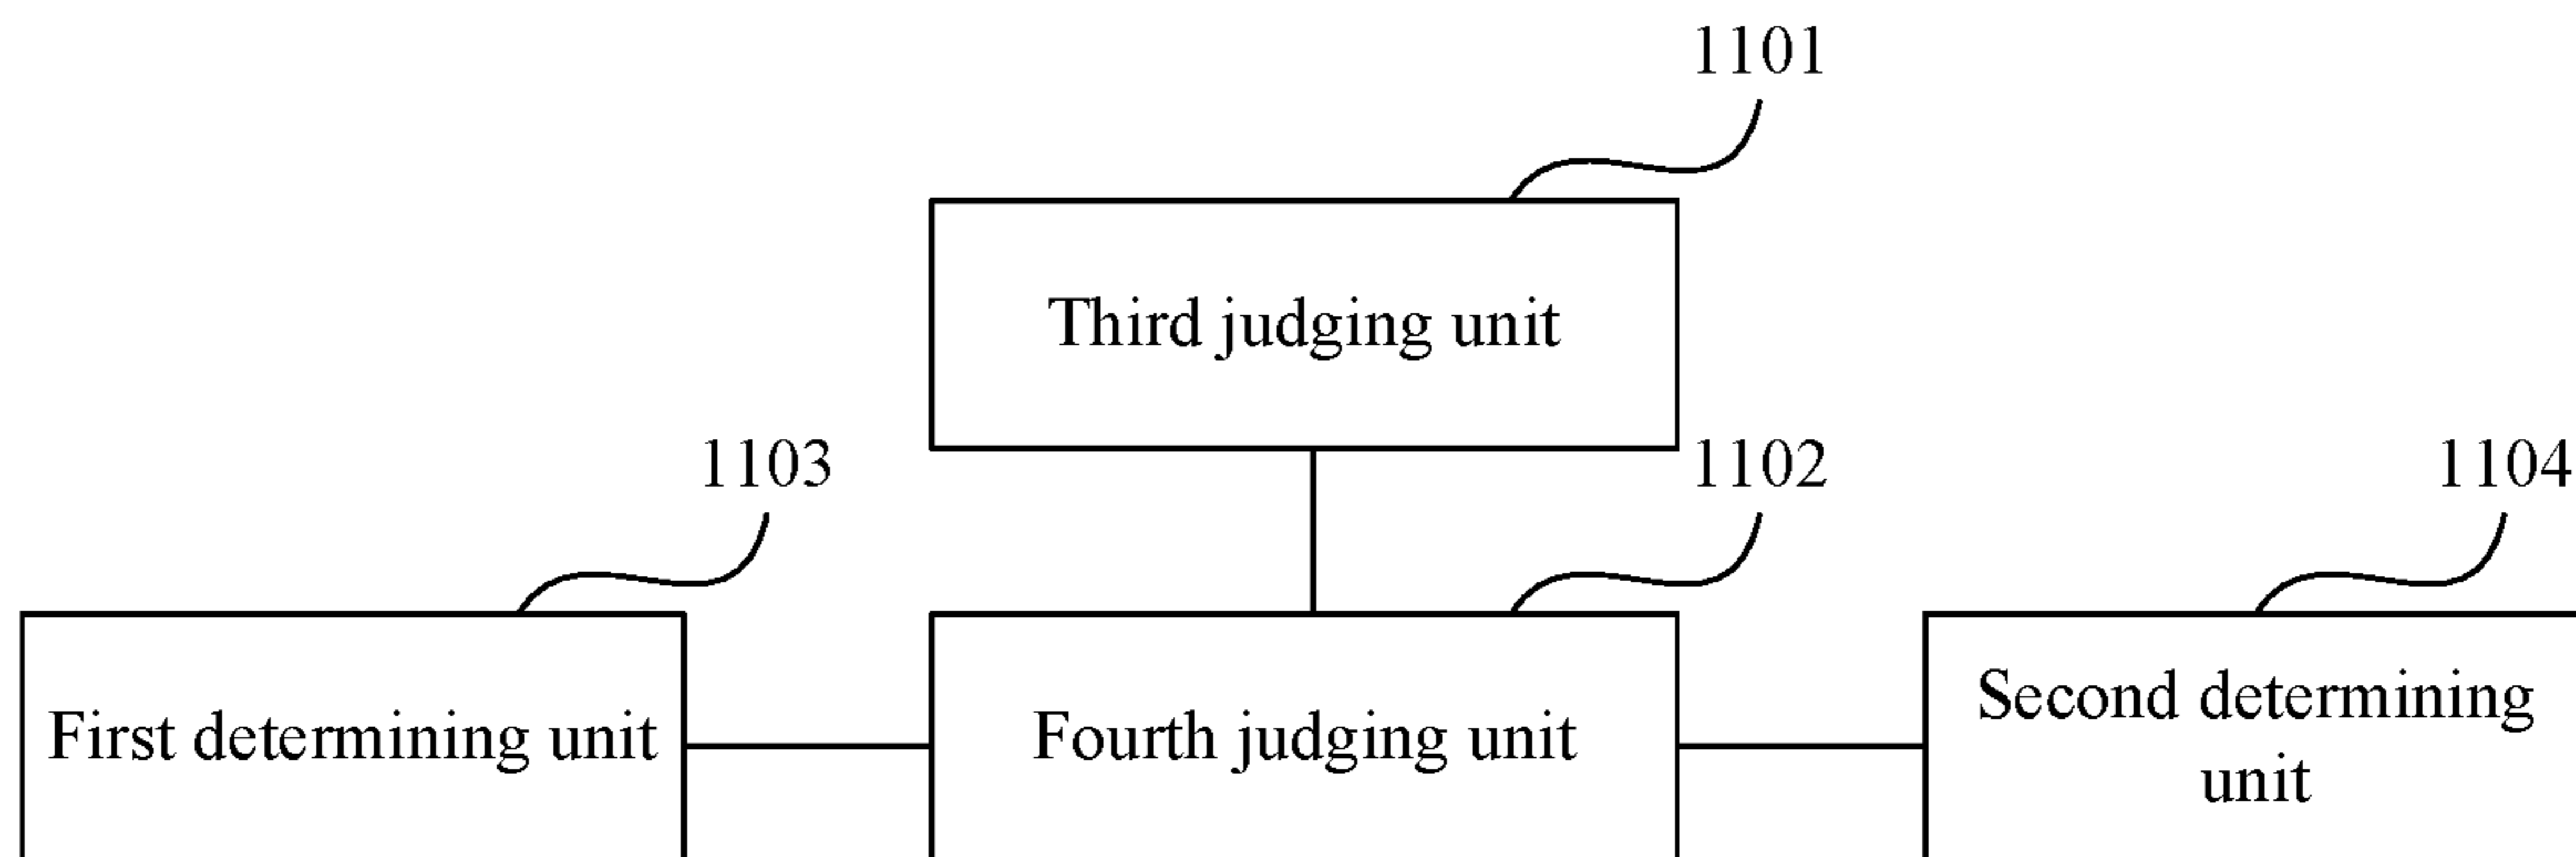 1101
Third judging unit
1103
1102
1104
First determining unit
Fourth judging unit
Second determining
unit